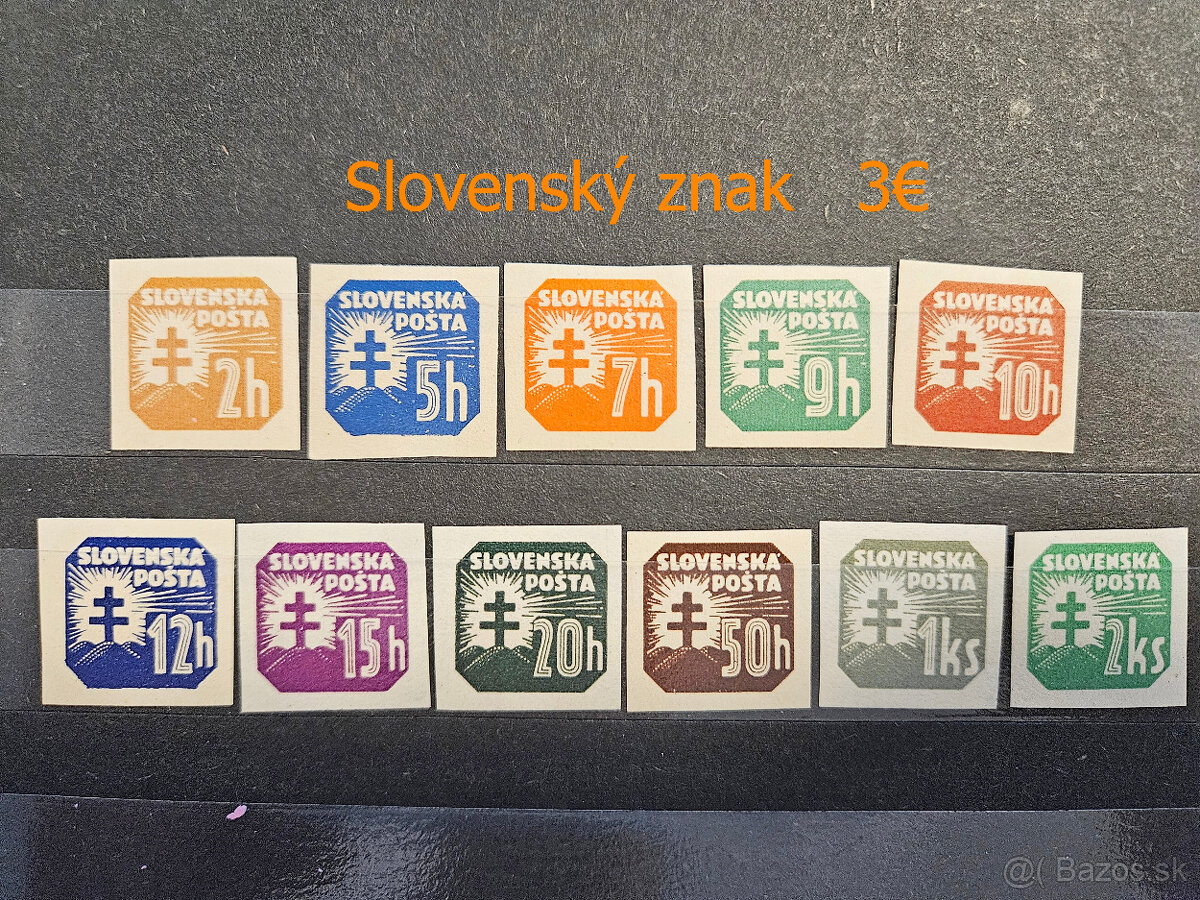 Slovenský znak 3€
SLOVENSKÁ
POŠTA
2h
SLOVENSKÁ
POŠTA
5h
SLOVENSKÁ
POŠTA
7h
SLOVENSKÁ
POŠTA
9h
SLOVENSKÁ
POŠTA
10h
SLOVENSKÁ
POŠTA
12h
SLOVENSKÁ
POŠTA
15h
SLOVENSKÁ
POŠTA
20h
SLOVENSKÁ
POŠTA
50h
SLOVENSKÁ
POŠTA
1ks
SLOVENSKÁ
POŠTA
2ks
@( Bazos.sk